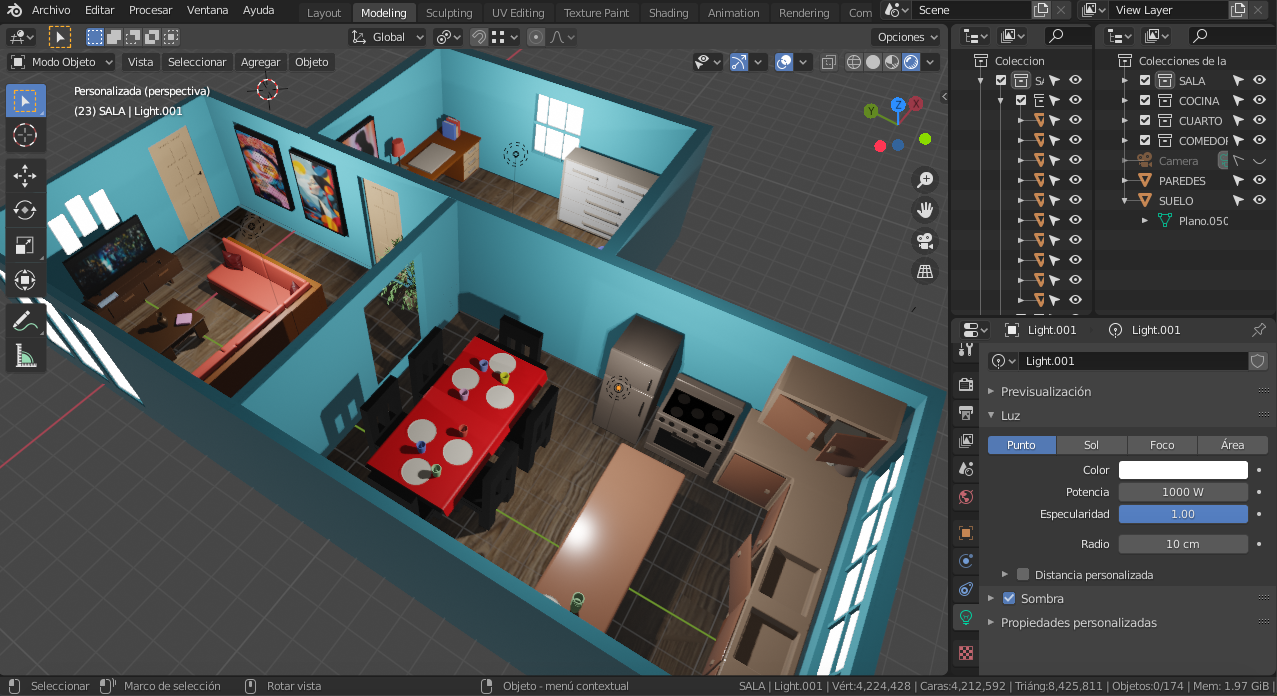 Archivo Editar Procesar Ventana Ayuda Layout Modeling Sculpting UV Editing Texture Paint Shading Animation Rendering Com Scene View Layer
Global Opciones
Modo Objeto Vista Seleccionar Agregar Objeto
Personalizada (perspectiva)
(23) SALA | Light.001
Z X Y
Coleccion
SA
Colecciones de la
SALA
COCINA
CUARTO
COMEDOR
Camera
PAREDES
SUELO
Plano.050
Light.001 Light.001
Light.001
Previsualización
Luz
Punto Sol Foco Área
Color
Potencia 1000 W
Especularidad 1.00
Radio 10 cm
Distancia personalizada
Sombra
Propiedades personalizadas
Seleccionar Marco de selección Rotar vista Objeto - menú contextual SALA | Light.001 | Vért:4,224,428 | Caras:4,212,592 | Triáng:8,425,811 | Objetos:0/174 | Mem: 1.97 GiB